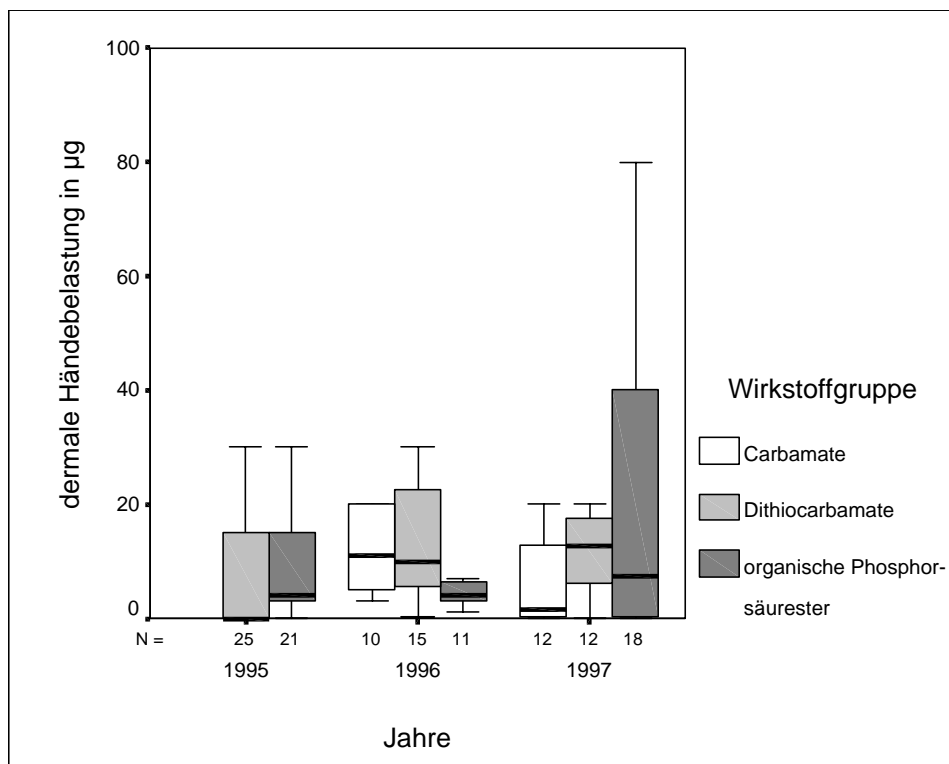 100
80
60
40
20
0
dermale Händebelastung in µg
N = 25 21 10 15 11 12 12 18
1995 1996 1997
Jahre
Wirkstoffgruppe
Carbamate
Dithiocarbamate
organische Phosphor-
säurester